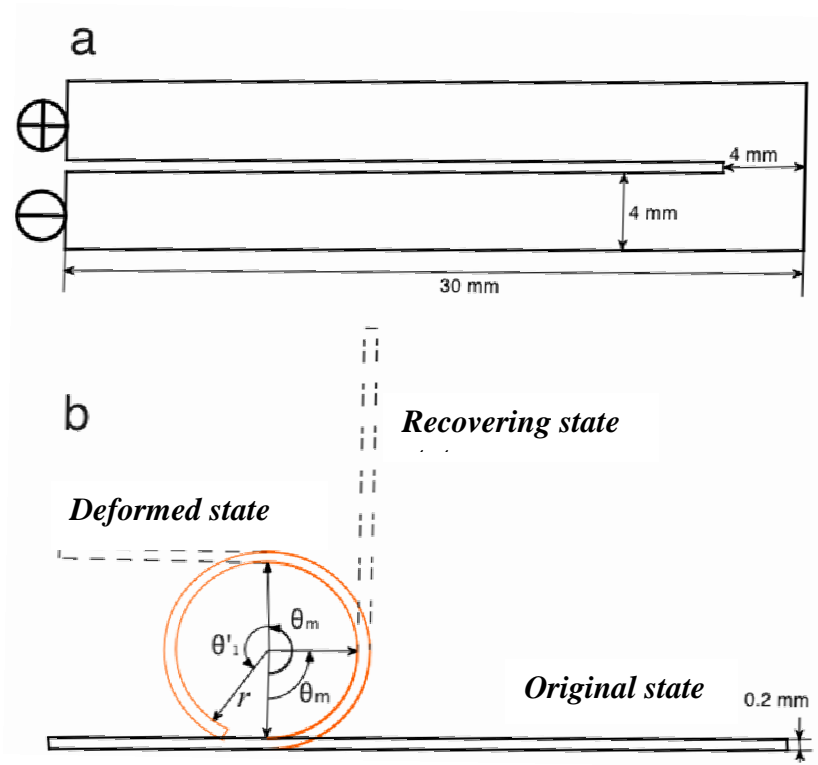 a
4 mm
4 mm
30 mm
b
Recovering state
Deformed state
θm
θ'1
r
θm
Original state
0.2 mm